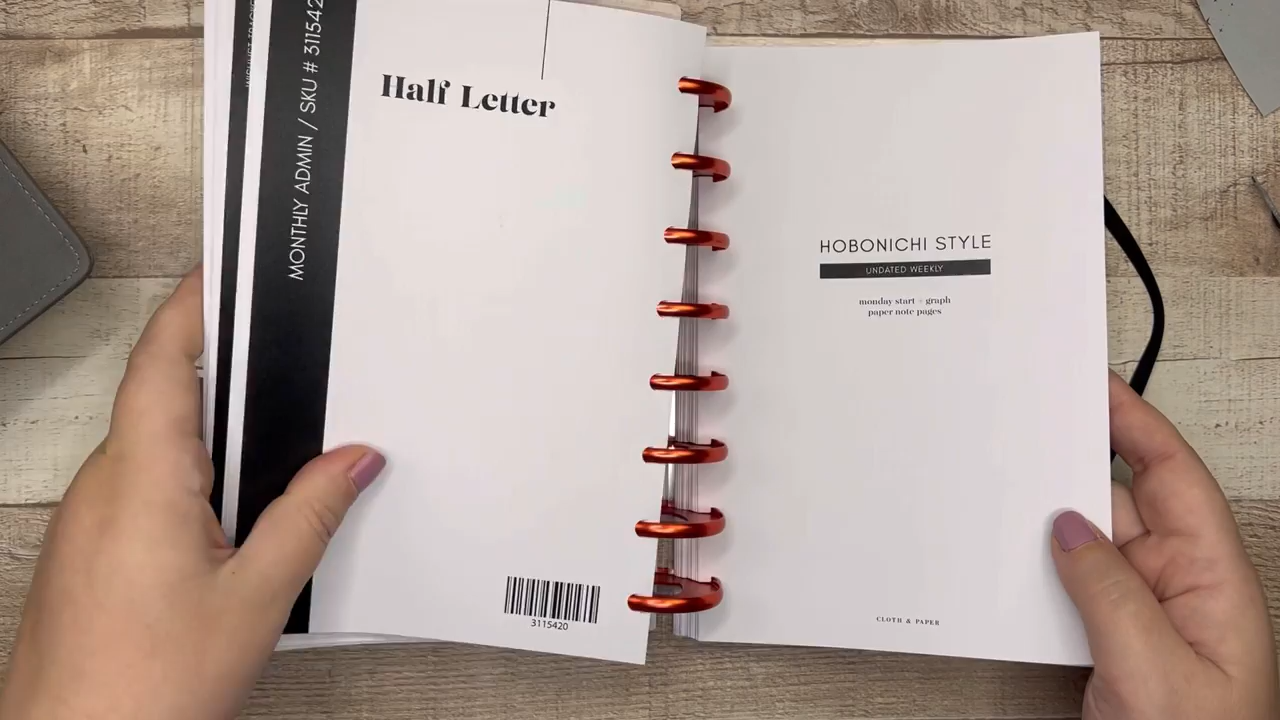 MONTHLY ADMIN / SKU # 311542
Half Letter
3115420
HOBONICHI STYLE
UNDATED WEEKLY
monday start + graph
paper note pages
CLOTH & PAPER